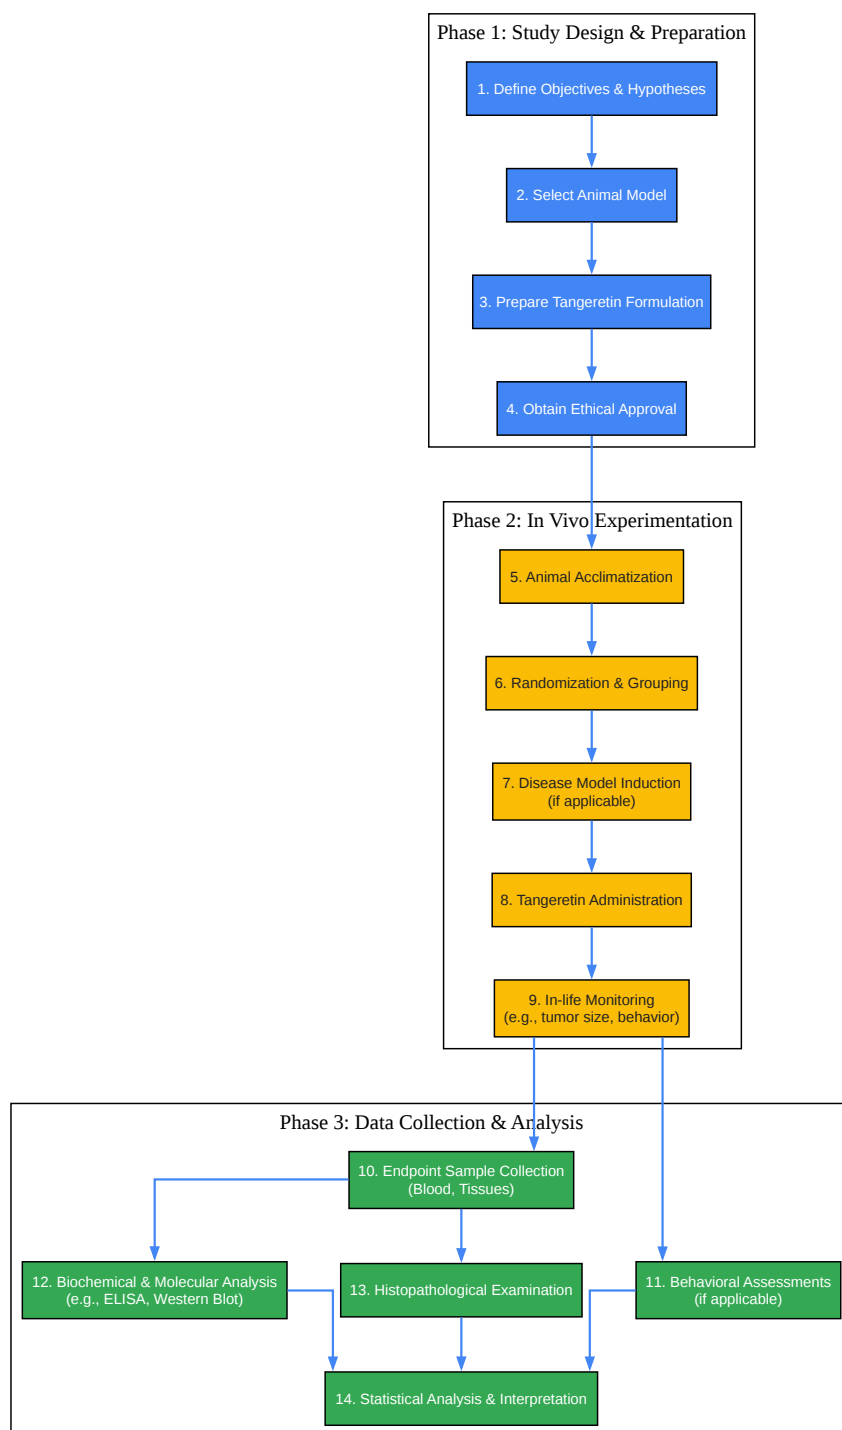 Phase 1: Study Design & Preparation
1. Define Objectives & Hypotheses
2. Select Animal Model
3. Prepare Tangeretin Formulation
4. Obtain Ethical Approval
Phase 2: In Vivo Experimentation
5. Animal Acclimatization
6. Randomization & Grouping
7. Disease Model Induction
(if applicable)
8. Tangeretin Administration
9. In-life Monitoring
(e.g., tumor size, behavior)
Phase 3: Data Collection & Analysis
10. Endpoint Sample Collection
(Blood, Tissues)
12. Biochemical & Molecular Analysis
(e.g., ELISA, Western Blot)
13. Histopathological Examination
11. Behavioral Assessments
(if applicable)
14. Statistical Analysis & Interpretation